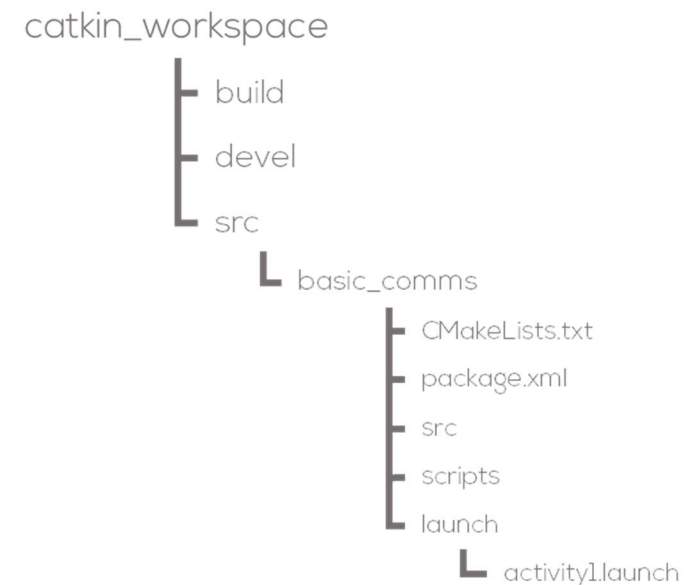 catkin_workspace
build
devel
src
basic_comms
CMakeLists.txt
package.xml
src
scripts
launch
activity1.launch